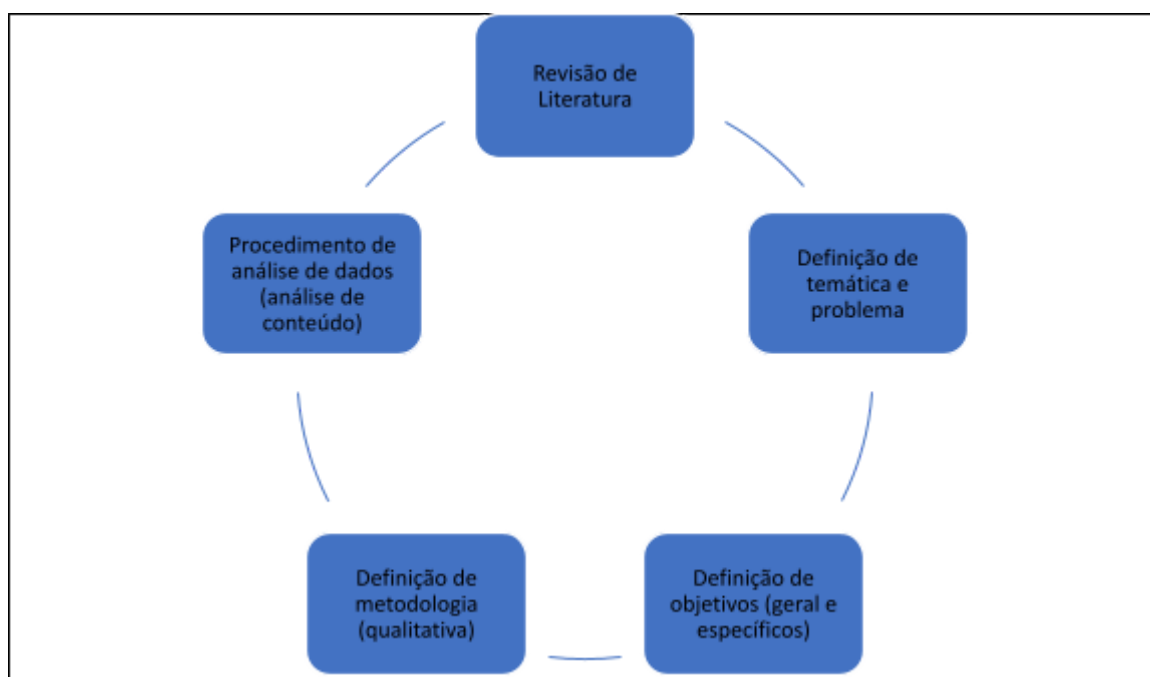 Revisão de
Literatura
Definição de
temática e
problema
Definição de
objetivos (geral e
específicos)
Definição de
metodologia
(qualitativa)
Procedimento de
análise de dados
(análise de
conteúdo)